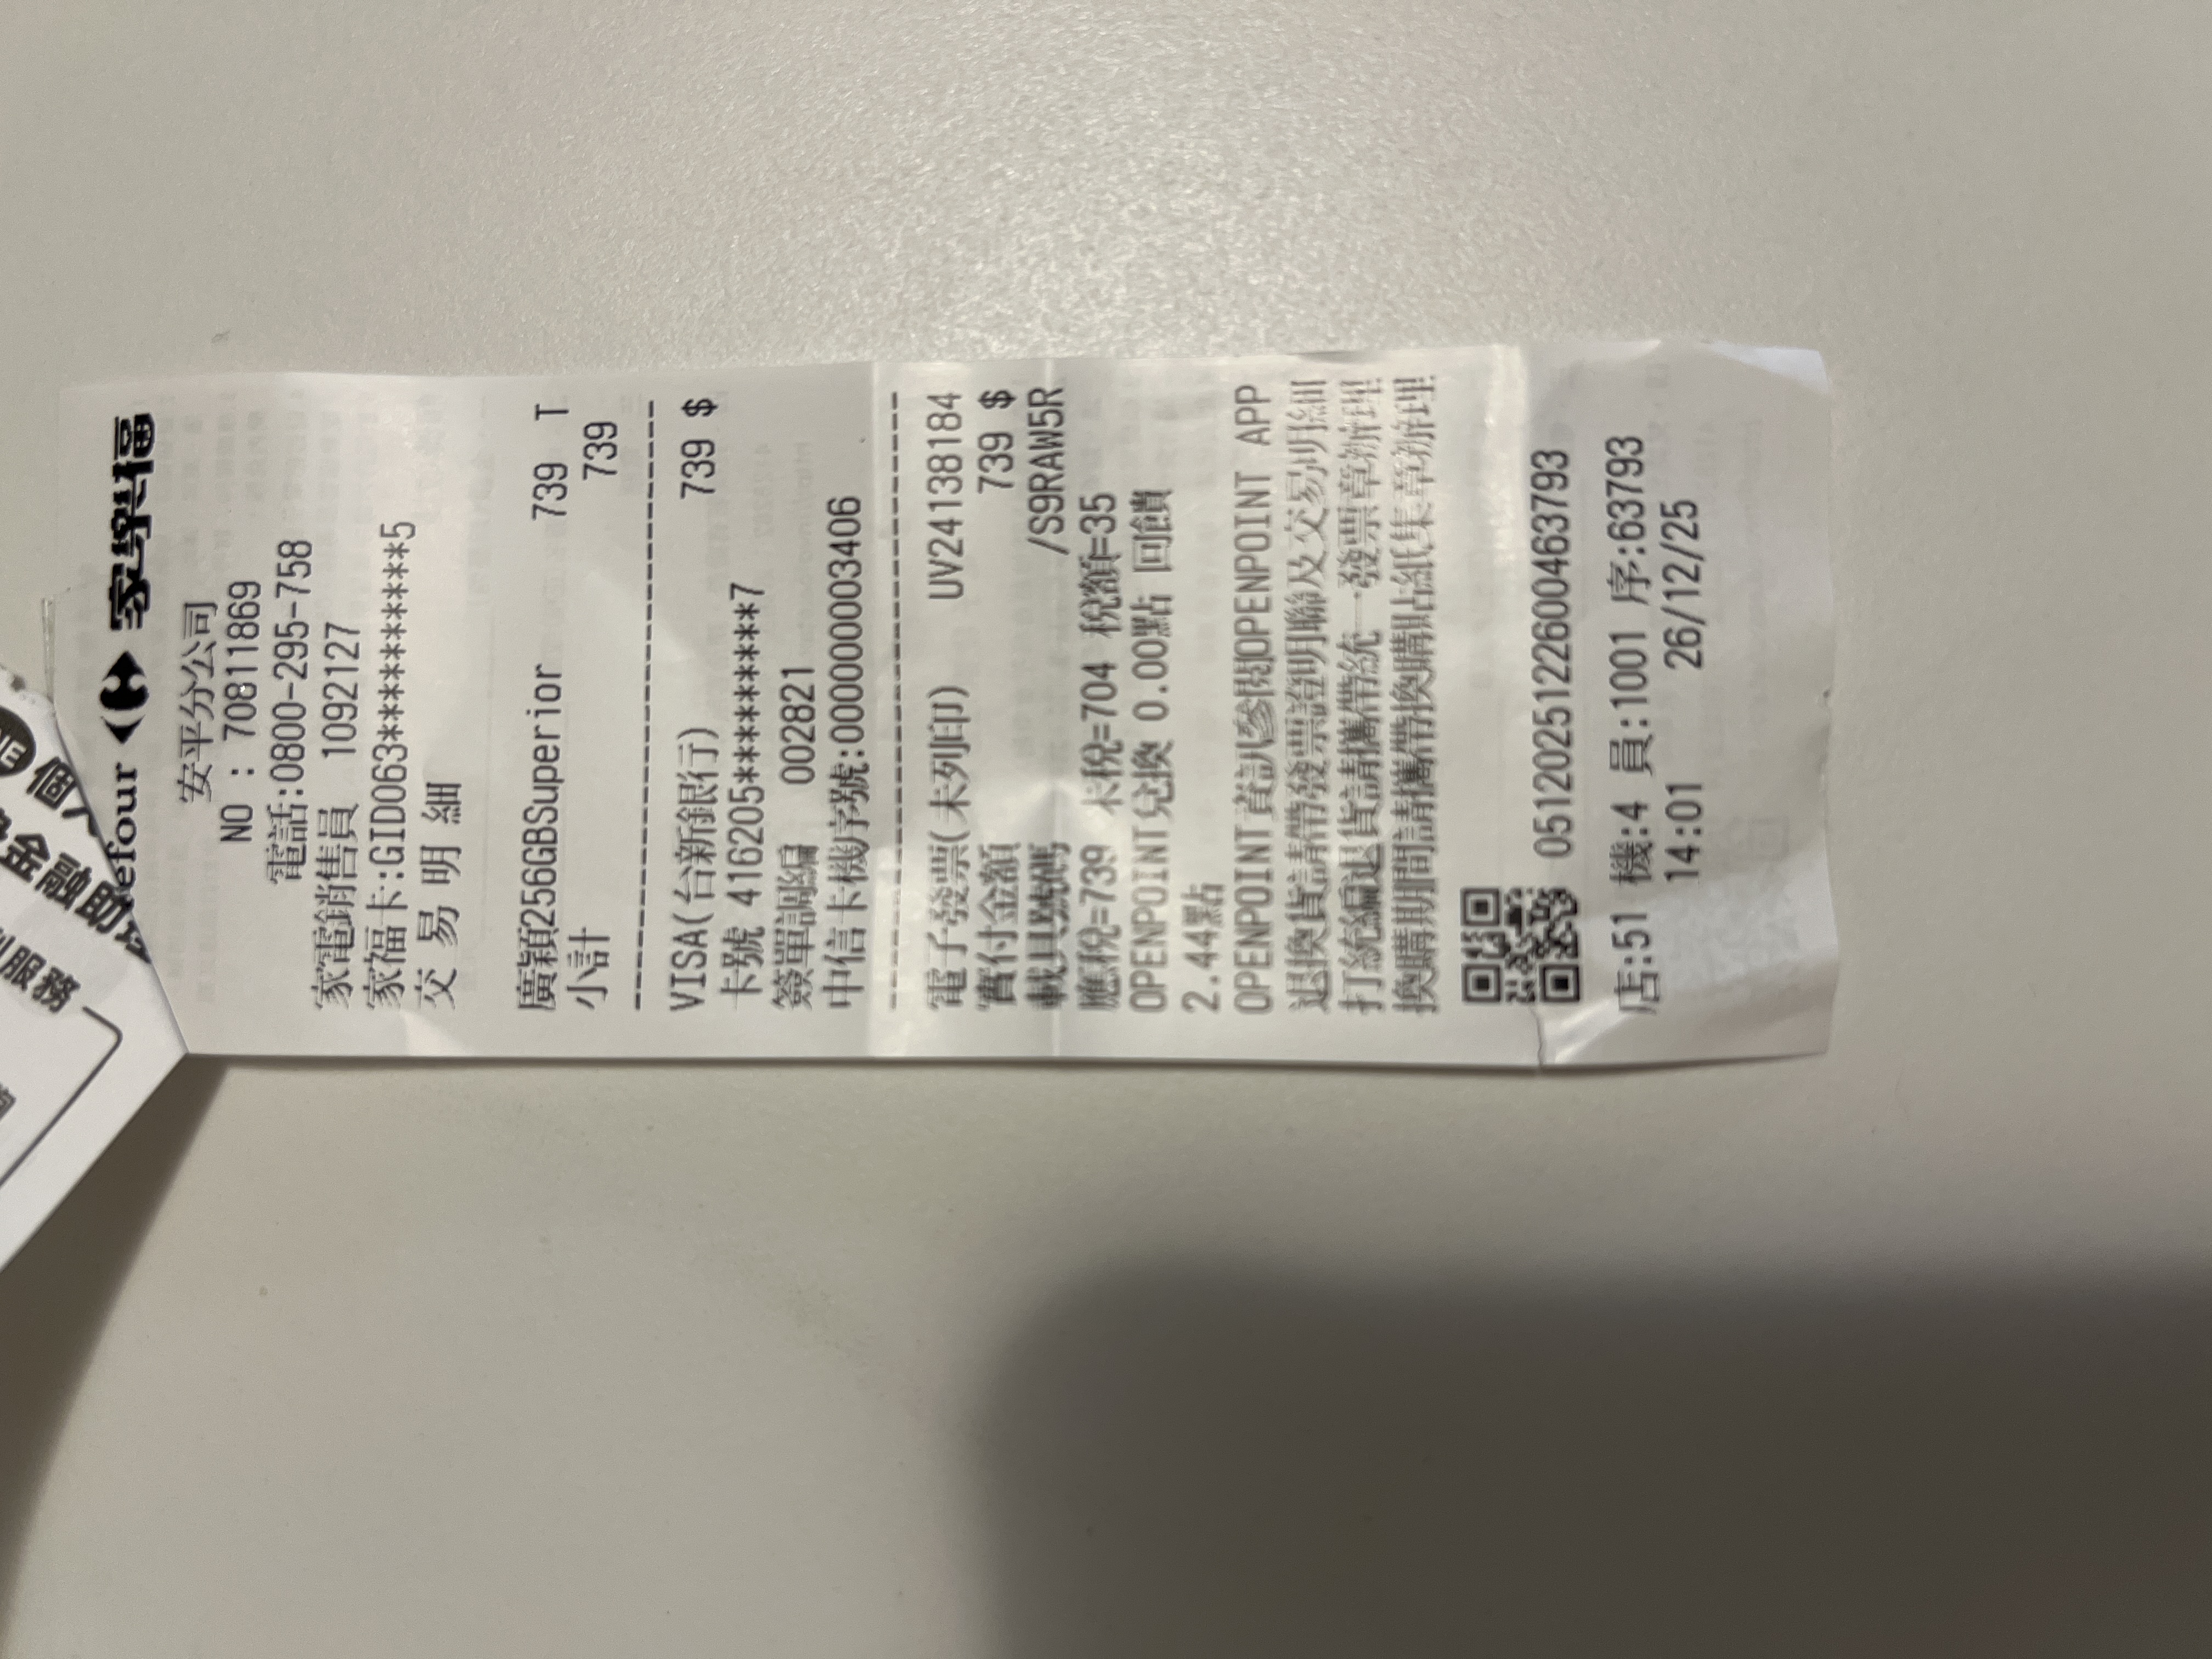 Carrefour 家樂福
安平分公司
NO : 70811869
電話:0800-295-758
家電銷售員 1092127
家福卡:GID063*********5
交 易 明 細
廣穎256GBSuperior 739 T
小計 739
VISA(台新銀行) 739 $
卡號 416205*********7
簽單調編 002821
中信卡機序號:0000000003406
電子發票(未列印) UV24138184
實付金額 739 $
載具號碼 /S9RAW5R
應稅=739 未稅=704 稅額=35
OPENPOINT兌換 0.00點 回饋
2.44點
OPENPOINT資訊參閱OPENPOINT APP
退換貨請帶發票證明聯及交易明細
打統編退貨請攜帶統一發票章辦理
換購期間請攜帶換購貼紙集章辦理
0512025122600463793
店:51 機:4 員:1001 序:63793
14:01 26/12/25
個人
金融助
服務